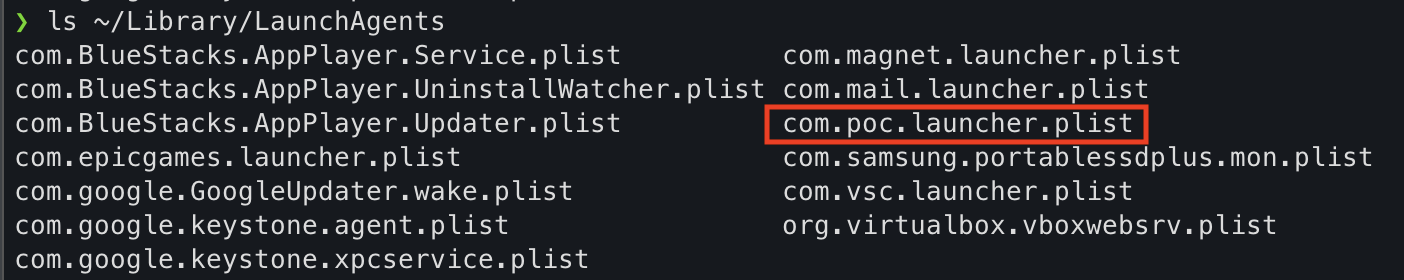 ❯ ls ~/Library/LaunchAgents
com.BlueStacks.AppPlayer.Service.plist com.magnet.launcher.plist
com.BlueStacks.AppPlayer.UninstallWatcher.plist com.mail.launcher.plist
com.BlueStacks.AppPlayer.Updater.plist com.poc.launcher.plist
com.epicgames.launcher.plist com.samsung.portablessdplus.mon.plist
com.google.GoogleUpdater.wake.plist com.vsc.launcher.plist
com.google.keystone.agent.plist org.virtualbox.vboxwebsrv.plist
com.google.keystone.xpcservice.plist